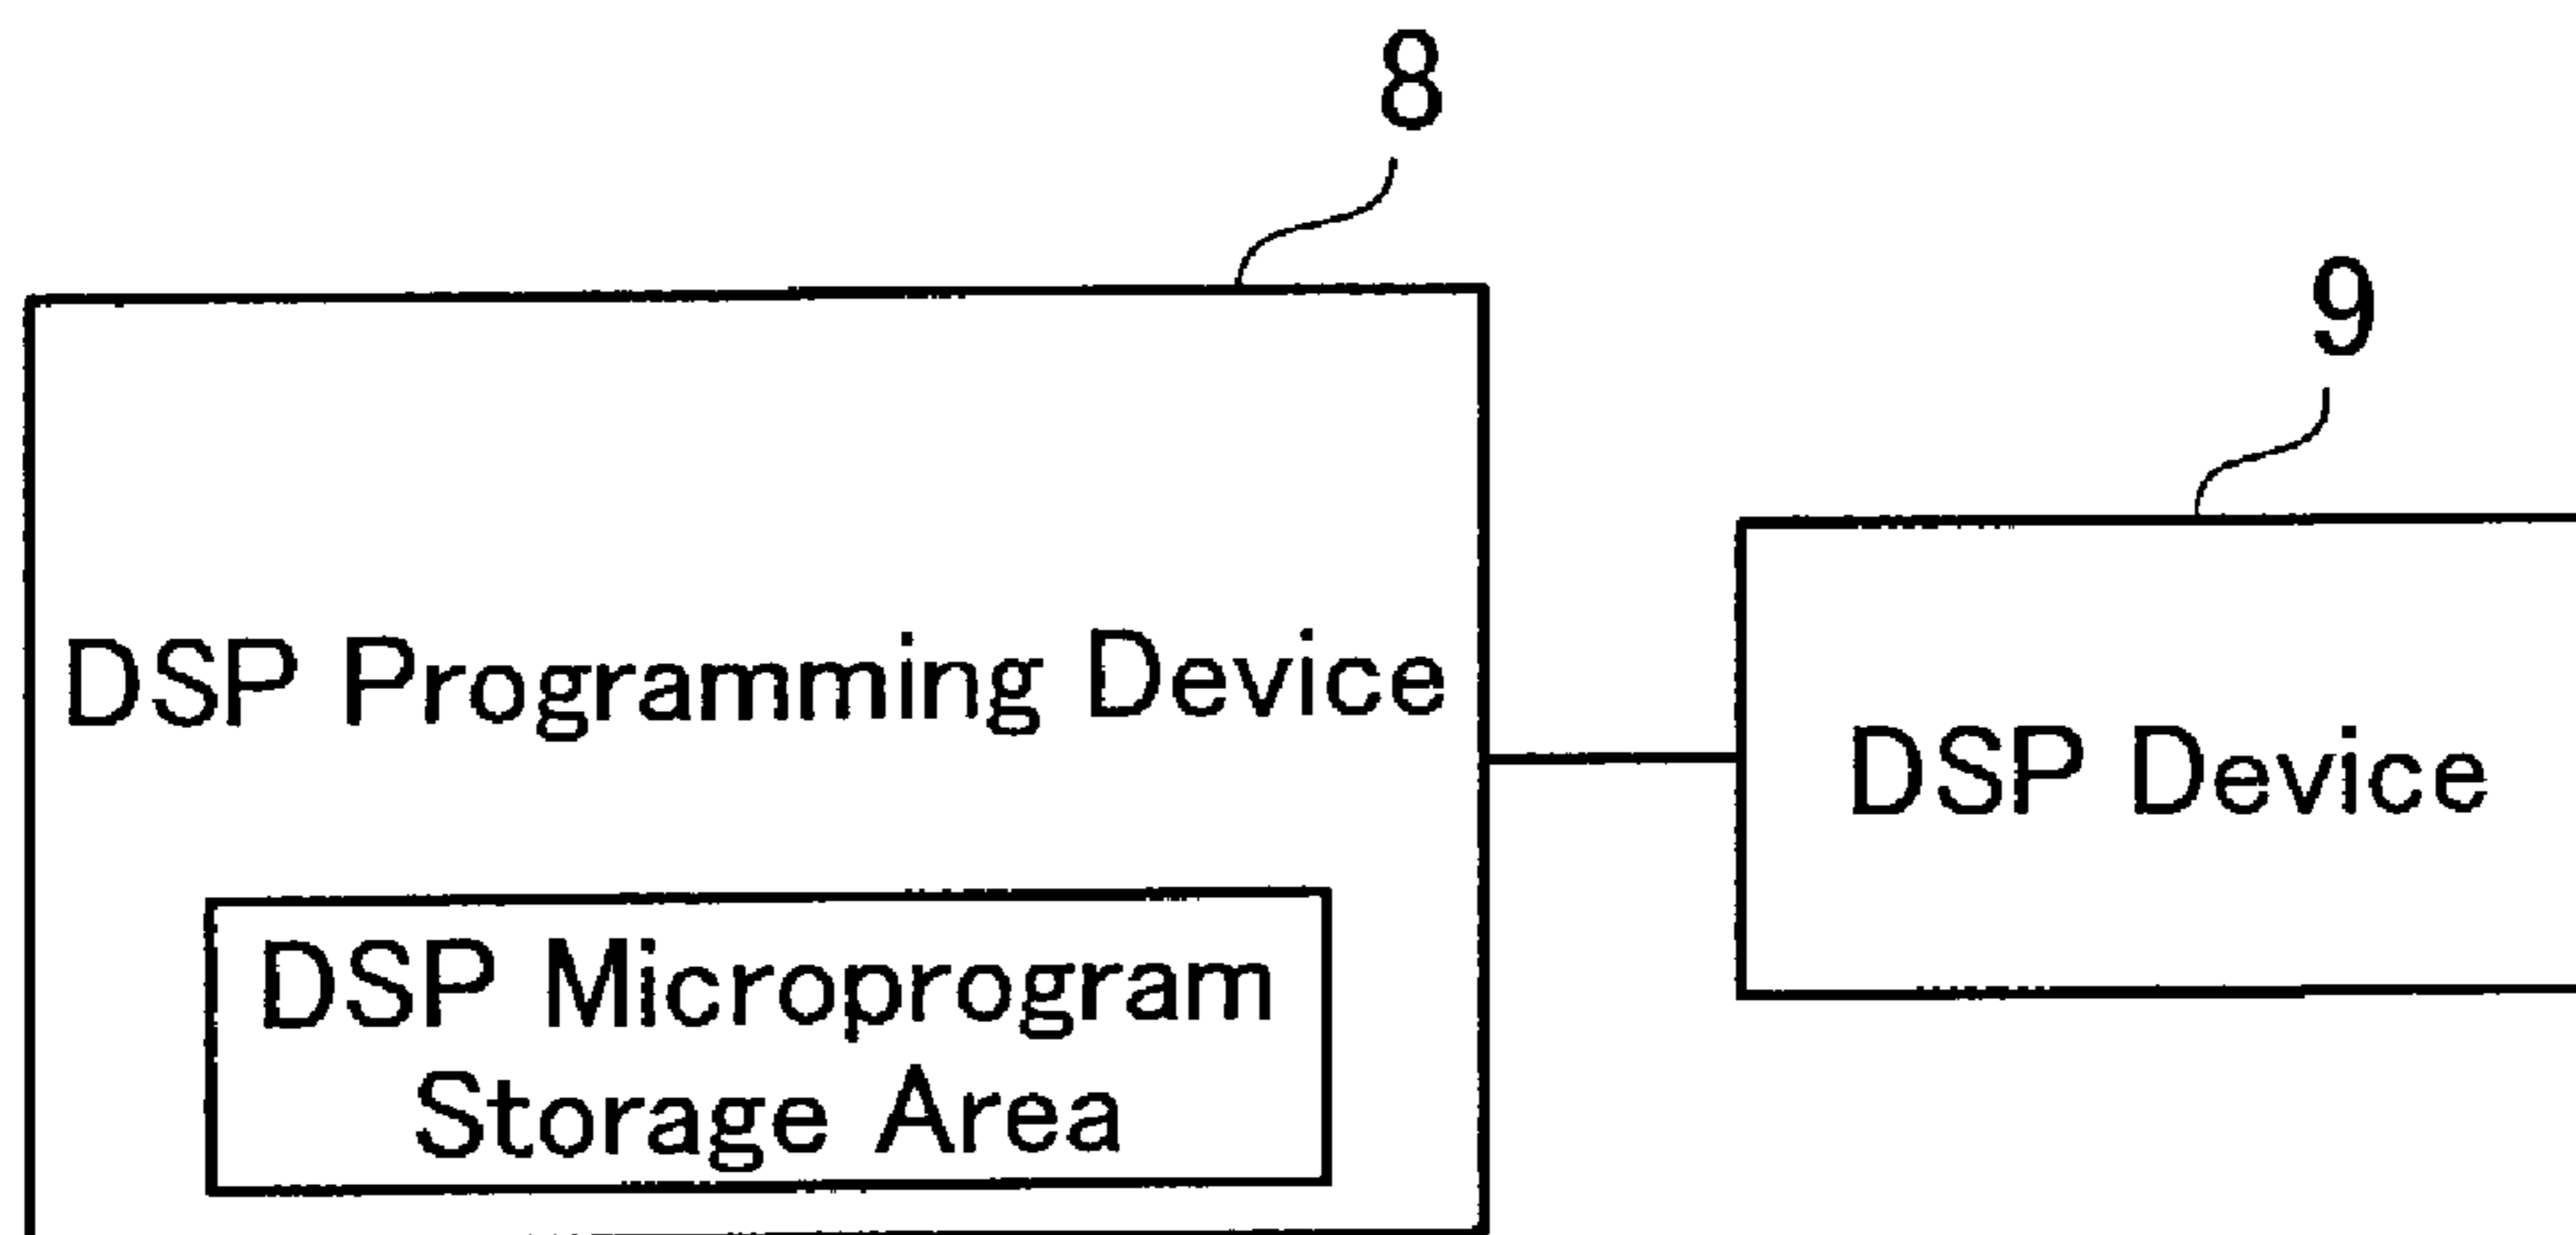 8
9
DSP Programming Device
DSP Device
DSP Microprogram
Storage Area